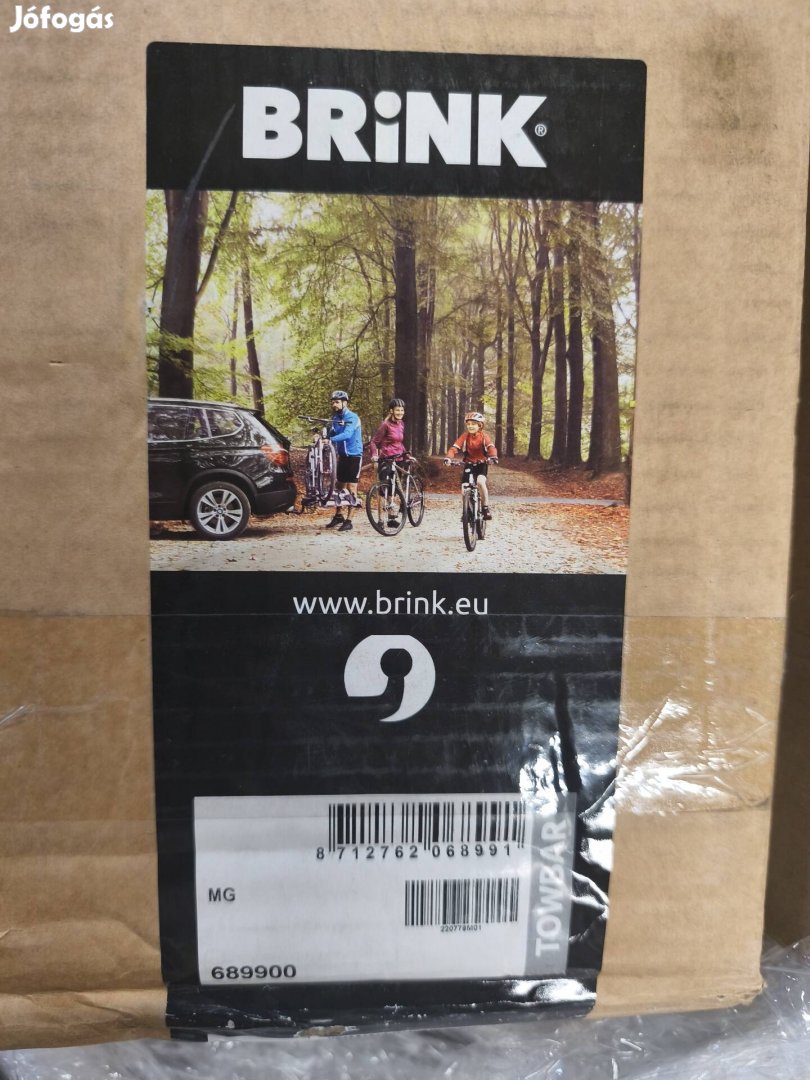 Jófogás
BRiNK®
www.brink.eu
8 712762 068991
MG
TOWBAR
689900